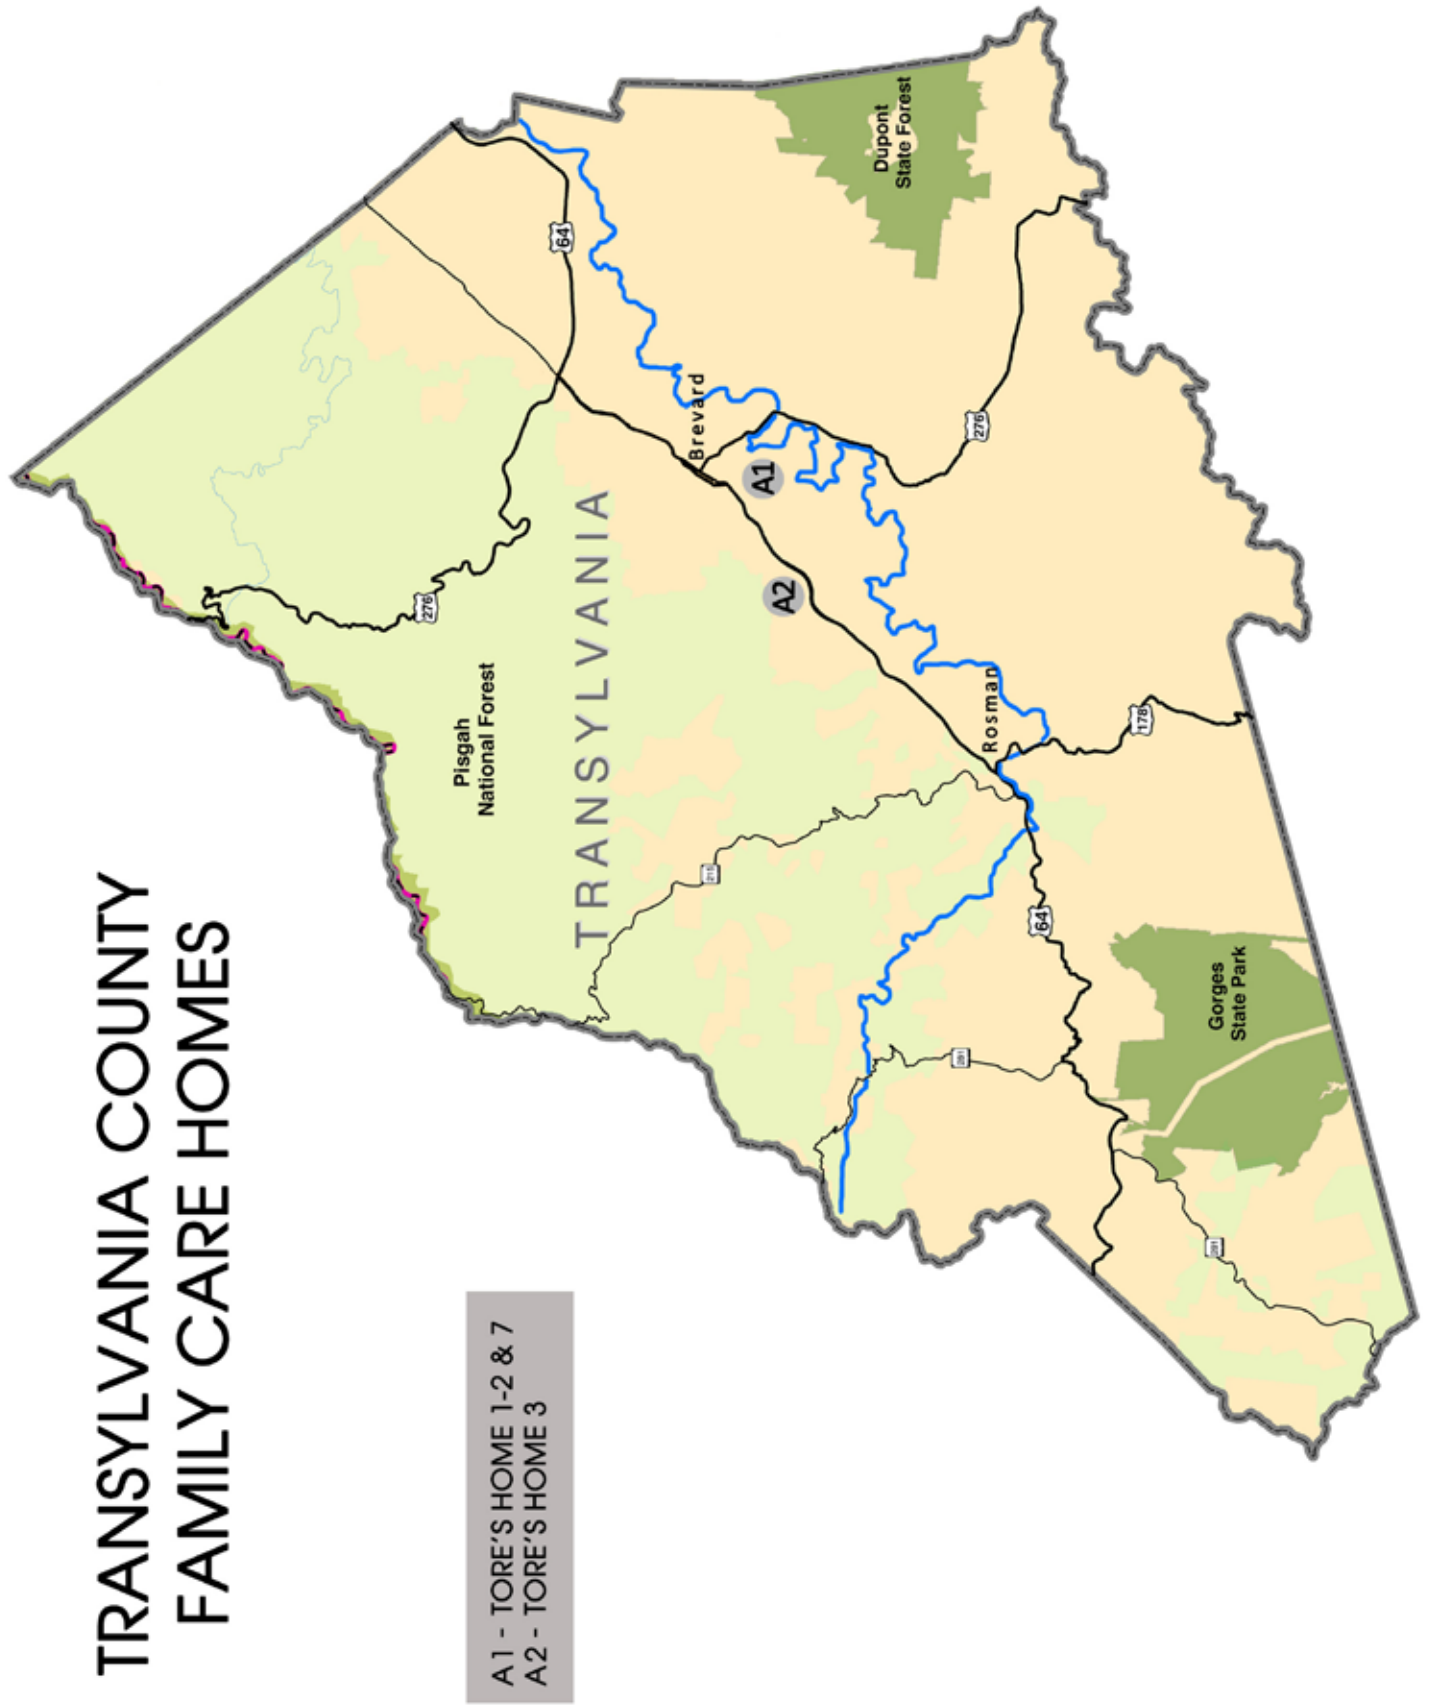 TRANSYLVANIA COUNTY
FAMILY CARE HOMES
A1 - TORE'S HOME 1-2 & 7
A2 - TORE'S HOME 3
Pisgah
National Forest
276
TRANSYLVANIA
215
64
Brevard
A1
A2
276
Dupont
State Forest
Rosman
178
64
281
Gorges
State Park
281